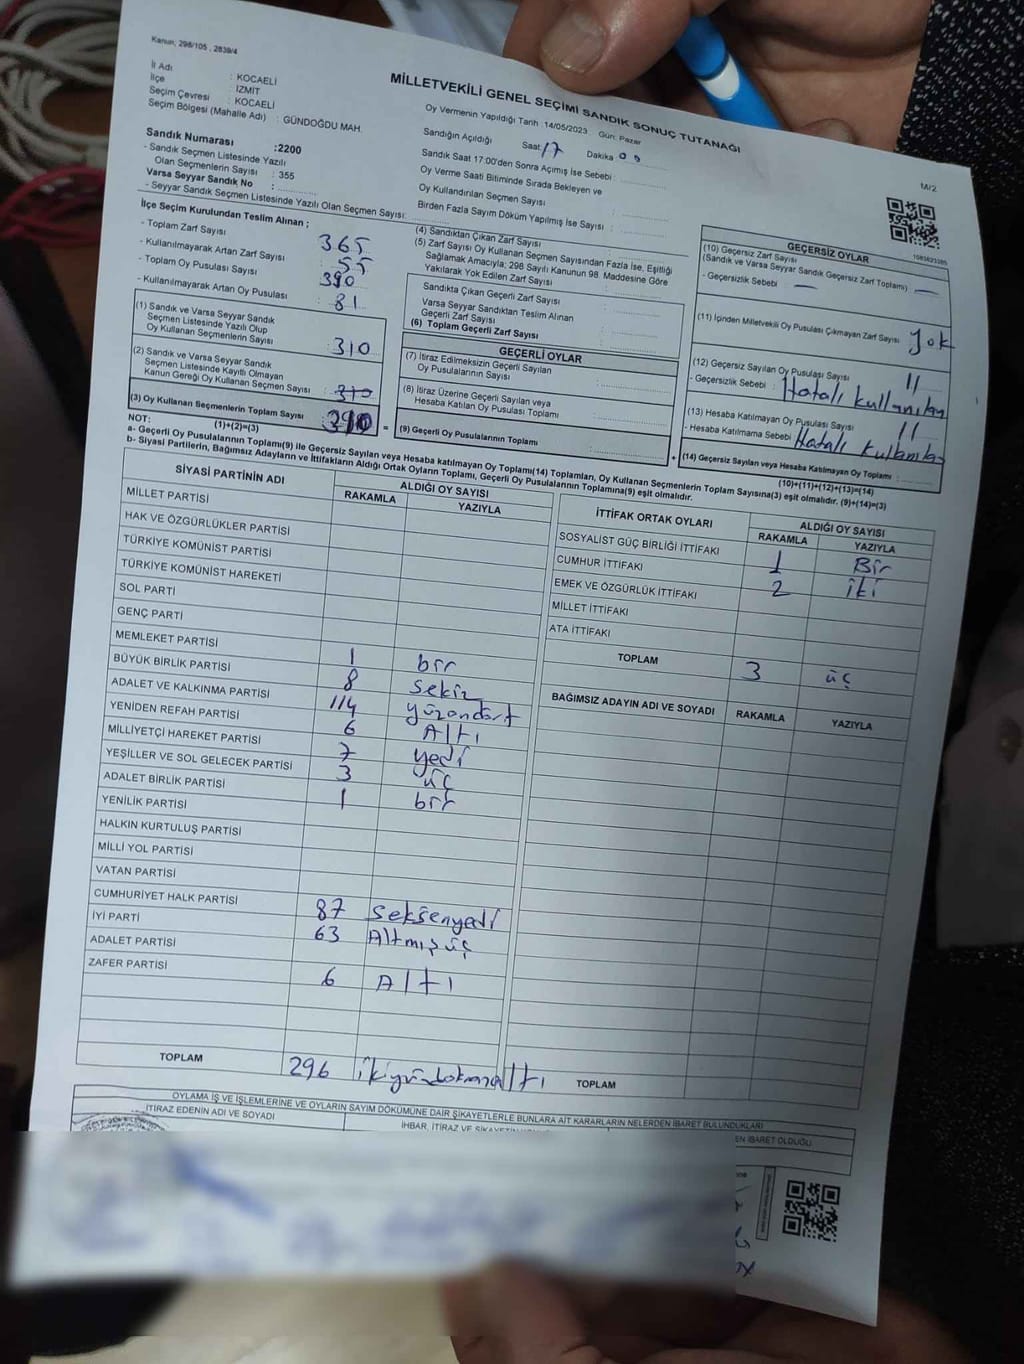 Kanun; 298/105 , 2839/4
MİLLETVEKİLİ GENEL SEÇİMİ SANDIK SONUÇ TUTANAĞI
İl Adı : KOCAELİ
İlçe : İZMİT
Seçim Çevresi : KOCAELİ
Seçim Bölgesi (Mahalle Adı) : GÜNDOĞDU MAH.
Sandık Numarası :2200
- Sandık Seçmen Listesinde Yazılı
Olan Seçmenlerin Sayısı : 355
Varsa Seyyar Sandık No :
- Seyyar Sandık Seçmen Listesinde Yazılı Olan Seçmen Sayısı:
Oy Vermenin Yapıldığı Tarih :14/05/2023 Gün: Pazar
Sandığın Açıldığı Saat 17 Dakika
Sandık Saat 17:00'den Sonra Açımış İse Sebebi :
Oy Verme Saati Bitiminde Sırada Bekleyen ve
Oy Kullandırılan Seçmen Sayısı :
Birden Fazla Sayım Döküm Yapılmış İse Sayısı :
M/2
1083623385
İlçe Seçim Kurulundan Teslim Alınan ;
- Toplam Zarf Sayısı : 365
- Kullanılmayarak Artan Zarf Sayısı : 55
- Toplam Oy Pusulası Sayısı 390
- Kullanılmayarak Artan Oy Pusulası : 81
(1) Sandık ve Varsa Seyyar Sandık
Seçmen Listesinde Yazılı Olup
Oy Kullanan Seçmenlerin Sayısı : 310
(2) Sandık ve Varsa Seyyar Sandık
Seçmen Listesinde Kayıtlı Olmayan
Kanun Gereği Oy Kullanan Seçmen Sayısı : 310
(3) Oy Kullanan Seçmenlerin Toplam Sayısı
(1)+(2)=(3)
(4) Sandıktan Çıkan Zarf Sayısı :
(5) Zarf Sayısı Oy Kullanan Seçmen Sayısından Fazla İse, Eşitliği
Sağlamak Amacıyla; 298 Sayılı Kanunun 98. Maddesine Göre
Yakılarak Yok Edilen Zarf Sayısı :
Sandıkta Çıkan Geçerli Zarf Sayısı :
Varsa Seyyar Sandıktan Teslim Alınan
Geçerli Zarf Sayısı :
(6) Toplam Geçerli Zarf Sayısı :
GEÇERLİ OYLAR
(7) İtiraz Edilmeksizin Geçerli Sayılan
Oy Pusulalarının Sayısı :
(8) İtiraz Üzerine Geçerli Sayılan veya
Hesaba Katılan Oy Pusulası Toplamı :
= (9) Geçerli Oy Pusulalarının Toplamı :
GEÇERSİZ OYLAR
(10) Geçersiz Zarf Sayısı
(Sandık ve Varsa Seyyar Sandık Geçersiz Zarf Toplamı) : —
- Geçersizlik Sebebi : —
(11) İçinden Milletvekili Oy Pusulası Çıkmayan Zarf Sayısı : yok
(12) Geçersiz Sayılan Oy Pusulası Sayısı : 11
- Geçersizlik Sebebi : Hatalı kullanılan
(13) Hesaba Katılmayan Oy Pusulası Sayısı : 11
- Hesaba Katılmama Sebebi Hatalı kullanılan
+ (14) Geçersiz Sayılan veya Hesaba Katılmayan Oy Toplamı :
(10)+(11)+(12)+(13)=(14)
NOT:
a- Geçerli Oy Pusulalarının Toplamı(9) ile Geçersiz Sayılan veya Hesaba katılmayan Oy Toplamı(14) Toplamları, Oy Kullanan Seçmenlerin Toplam Sayısına(3) eşit olmalıdır. (9)+(14)=(3)
b- Siyasi Partilerin, Bağımsız Adayların ve İttifakların Aldığı Ortak Oyların Toplamı, Geçerli Oy Pusulalarının Toplamına(9) eşit olmalıdır.
SİYASİ PARTİNİN ADI ALDIĞI OY SAYISI
RAKAMLA YAZIYLA
MİLLET PARTİSİ
HAK VE ÖZGÜRLÜKLER PARTİSİ
TÜRKİYE KOMÜNİST PARTİSİ
TÜRKİYE KOMÜNİST HAREKETİ
SOL PARTİ
GENÇ PARTİ
MEMLEKET PARTİSİ 1 bir
BÜYÜK BİRLİK PARTİSİ 8 sekiz
ADALET VE KALKINMA PARTİSİ 114 yüzondört
YENİDEN REFAH PARTİSİ 6 Altı
MİLLİYETÇİ HAREKET PARTİSİ 7 yedi
YEŞİLLER VE SOL GELECEK PARTİSİ 3 üç
ADALET BİRLİK PARTİSİ 1 bir
YENİLİK PARTİSİ
HALKIN KURTULUŞ PARTİSİ
MİLLİ YOL PARTİSİ
VATAN PARTİSİ
CUMHURİYET HALK PARTİSİ 87 seksenyedi
İYİ PARTİ 63 Altmışüç
ADALET PARTİSİ
ZAFER PARTİSİ 6 Altı
TOPLAM 296 ikiyüzdoksanaltı
İTTİFAK ORTAK OYLARI ALDIĞI OY SAYISI
RAKAMLA YAZIYLA
SOSYALİST GÜÇ BİRLİĞİ İTTİFAKI 1 Bir
CUMHUR İTTİFAKI 2 iki
EMEK VE ÖZGÜRLÜK İTTİFAKI
MİLLET İTTİFAKI
ATA İTTİFAKI
TOPLAM 3 üç
BAĞIMSIZ ADAYIN ADI VE SOYADI RAKAMLA YAZIYLA
TOPLAM
OYLAMA İŞ VE İŞLEMLERİNE VE OYLARIN SAYIM DÖKÜMÜNE DAİR ŞİKAYETLERLE BUNLARA AİT KARARLARIN NELERDEN İBARET BULUNDUKLARI
İTİRAZ EDENİN ADI VE SOYADI
İHBAR, İTİRAZ VE ŞİKAYETİN
EN İBARET OLDUĞU